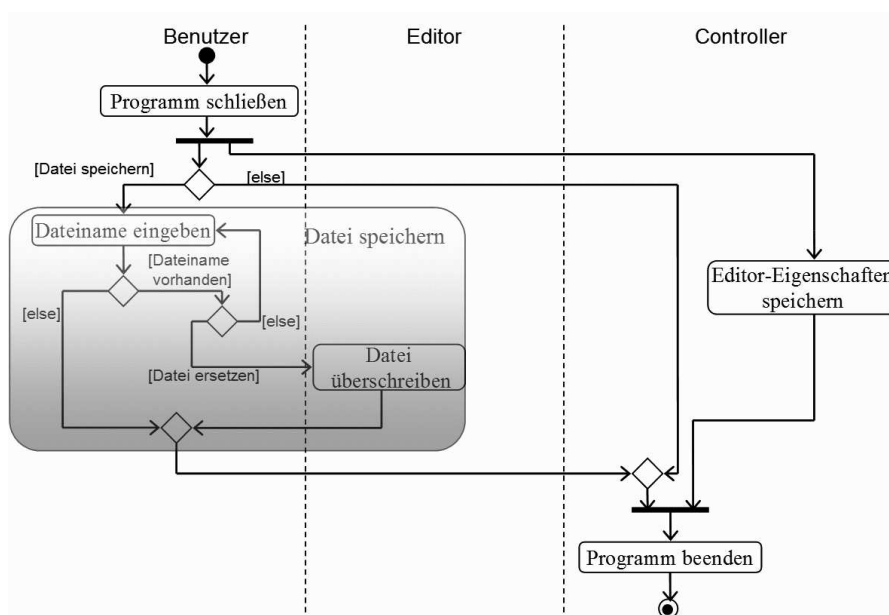 Benutzer
Editor
Controller
Programm schließen
[Datei speichern]
[else]
Dateiname eingeben
Datei speichern
[Dateiname
vorhanden]
Editor-Eigenschaften
speichern
[else]
[else]
Datei
überschreiben
[Datei ersetzen]
Programm beenden